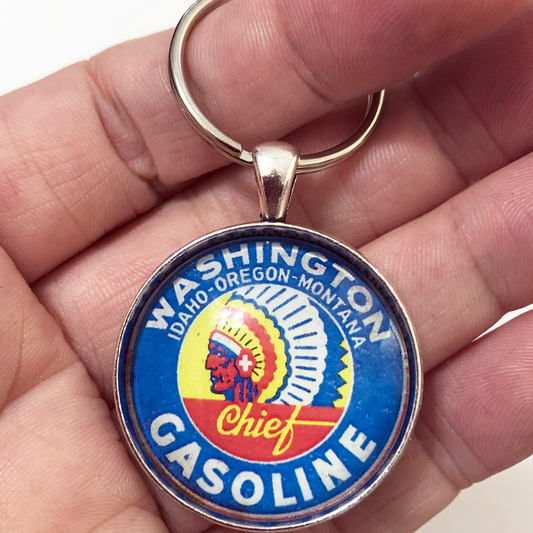 WASHINGTON
IDAHO-OREGON-MONTANA
Chief
GASOLINE